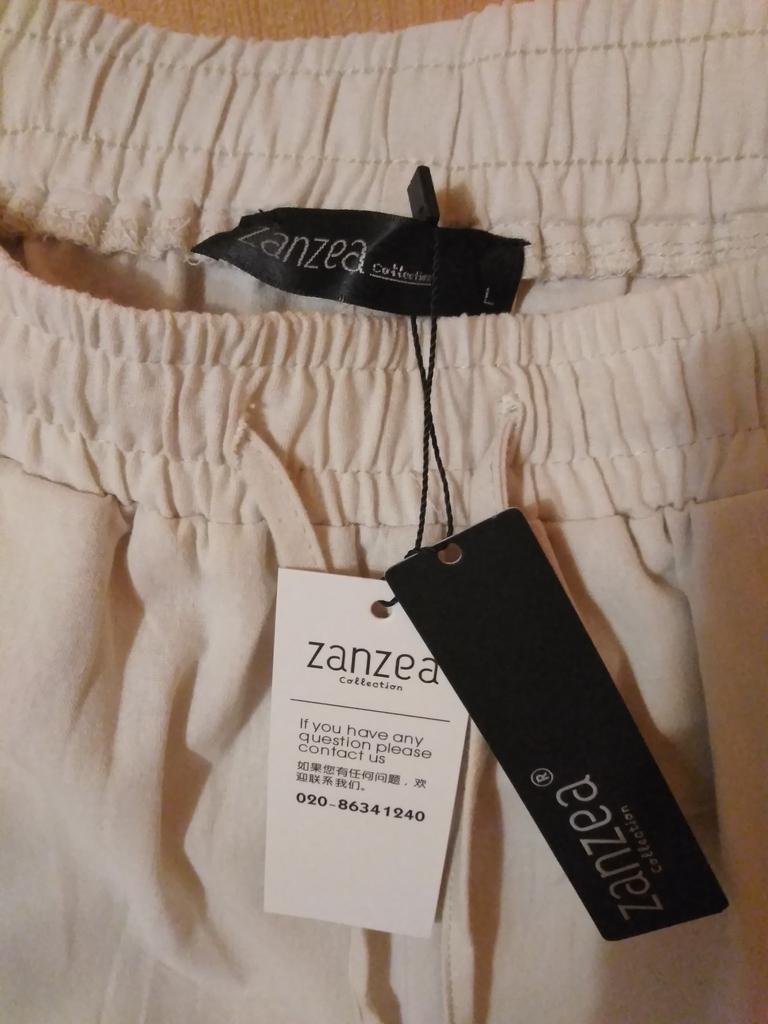 zanzea
Collection
L
zanzea
Collection
If you have any
question please
contact us
如果您有任何问题，欢
迎联系我们。
020-86341240
zanzea®
Collection